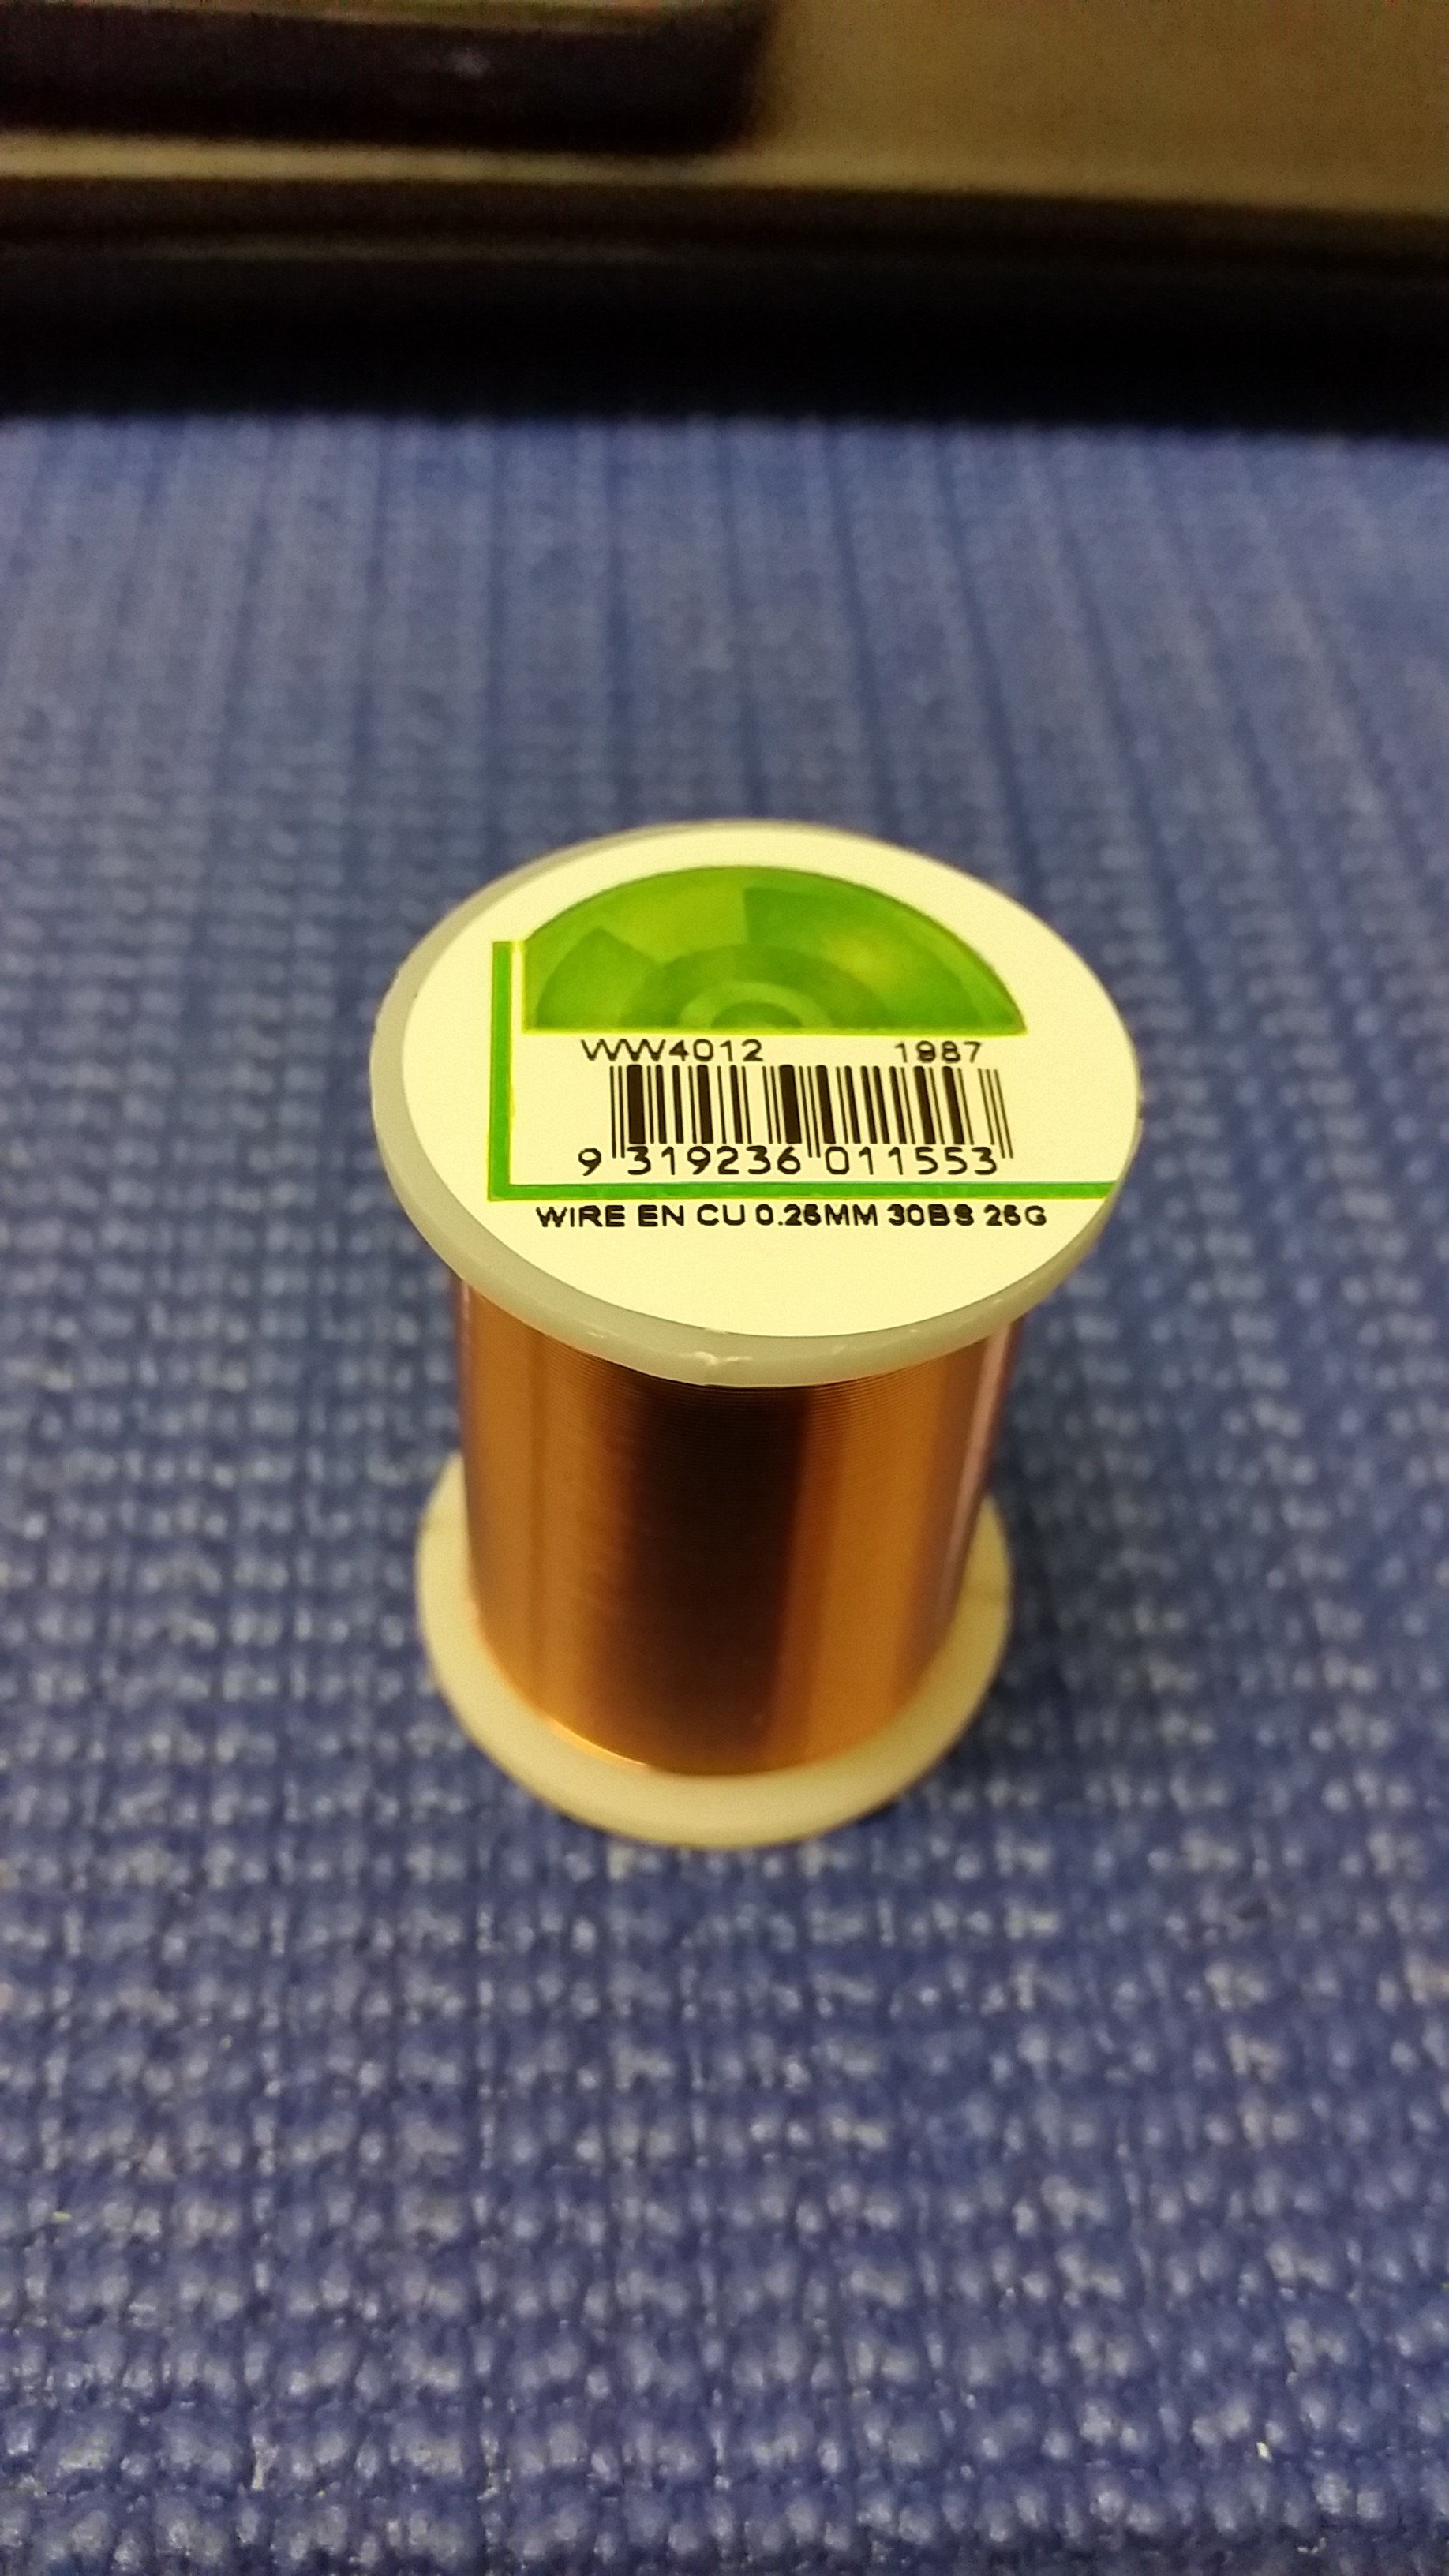 WW4012 1987
9 319236 011553
WIRE EN CU 0.25MM 30BS 25G